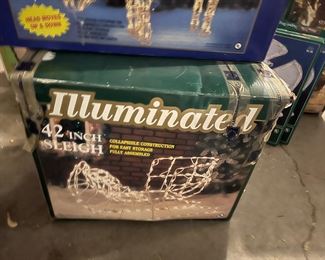 HEAD MOVES
UP & DOWN
Illuminated
42 INCH
SLEIGH
COLLAPSIBLE CONSTRUCTION
FOR EASY STORAGE
FULLY ASSEMBLED